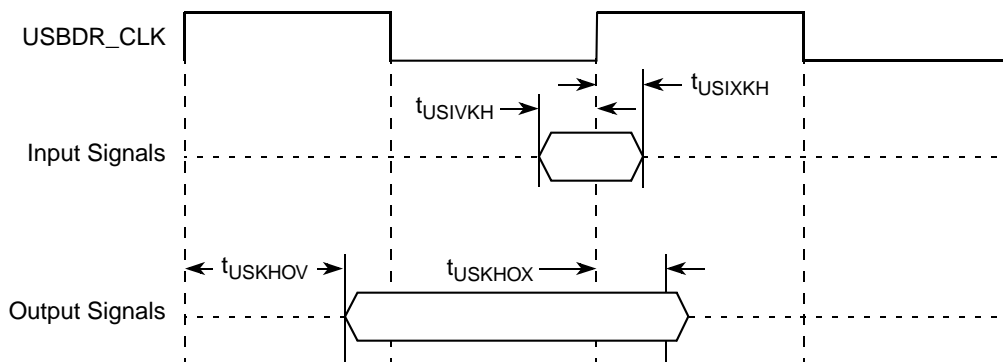 USBDR_CLK
tUSIXKH
tUSIVKH
Input Signals
tUSKHOV
tUSKHOX
Output Signals